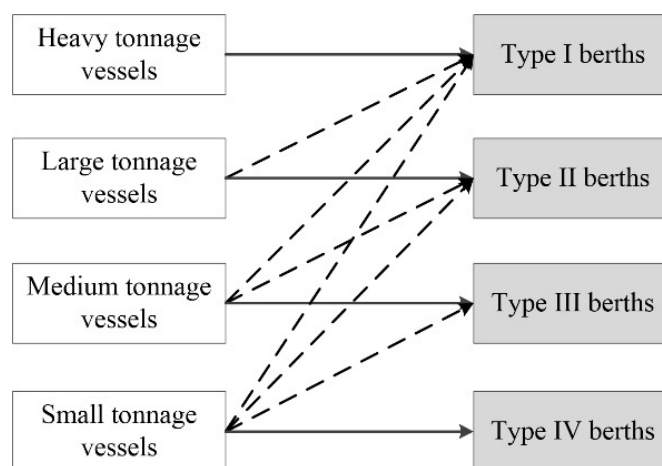 Heavy tonnage
vessels
Type I berths
Large tonnage
vessels
Type II berths
Medium tonnage
vessels
Type III berths
Small tonnage
vessels
Type IV berths